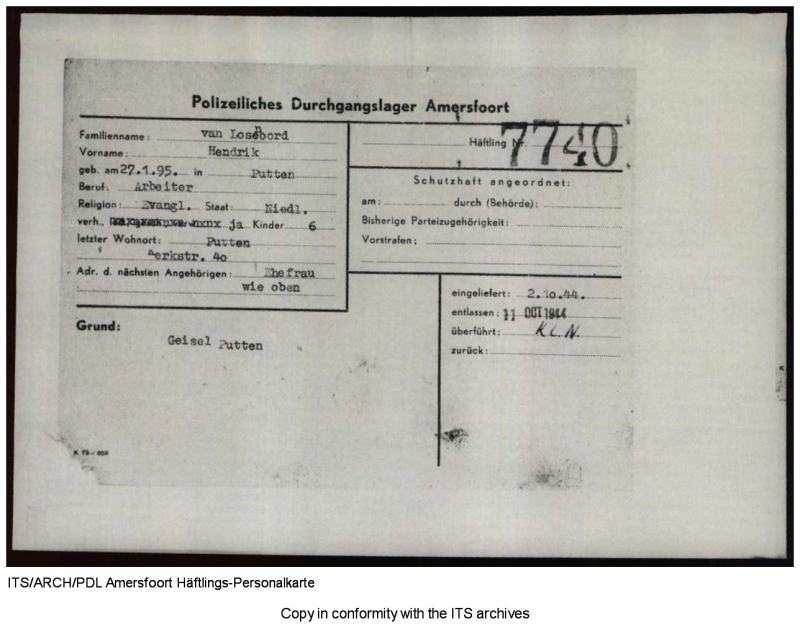 Polizeiliches Durchgangslager Amersfoort
Familienname: van Loseboord
Vorname: Hendrik
geb. am 27.1.95. in Putten
Beruf: Arbeiter
Religion: Evangl. Staat: Niedl.
verh., ja Kinder 6
letzter Wohnort: Putten
erkstr. 40
Adr. d. nächsten Angehörigen: Ehefrau
wie oben
Häftling Nr. 7740
Schutzhaft angeordnet:
am: durch (Behörde):
Bisherige Parteizugehörigkeit:
Vorstrafen:
Grund:
Geisel Putten
eingeliefert: 2.10.44.
entlassen: 11 OCT 1944
überführt: K.L.N.
zurück:
ITS/ARCH/PDL Amersfoort Häftlings-Personalkarte
Copy in conformity with the ITS archives